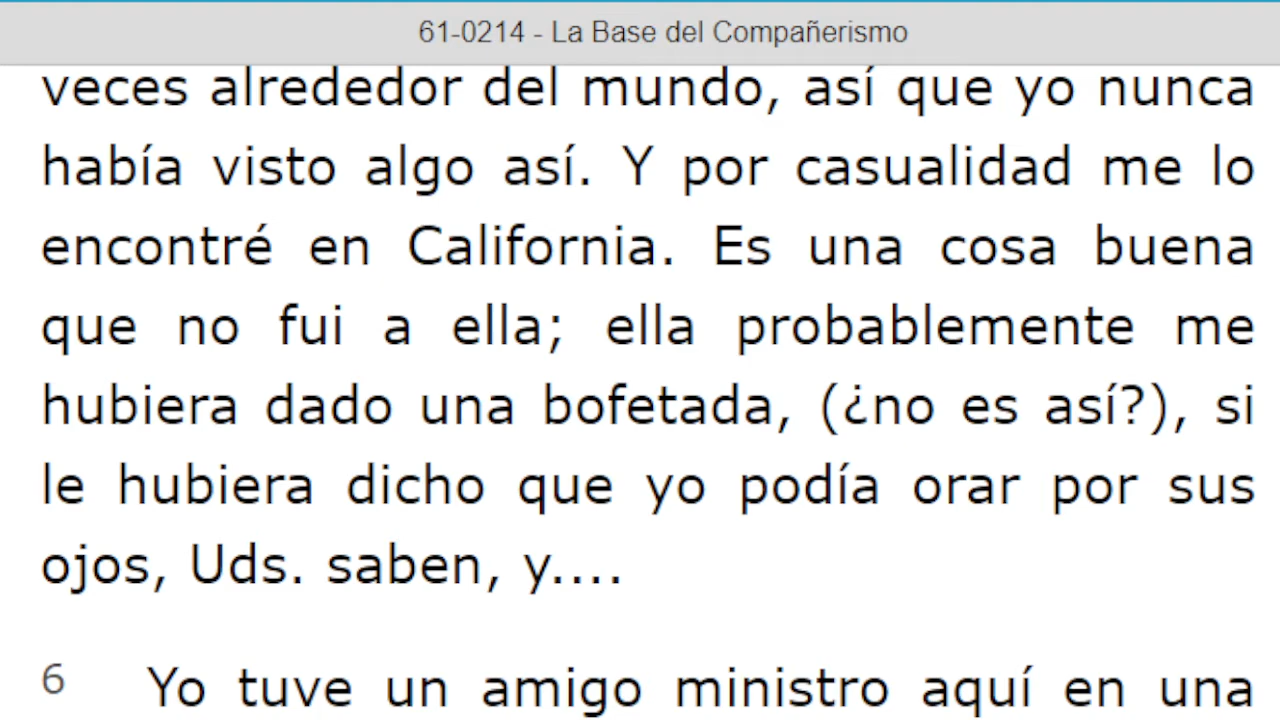 61-0214 - La Base del Compañerismo
veces alrededor del mundo, así que yo nunca
había visto algo así. Y por casualidad me lo
encontré en California. Es una cosa buena
que no fui a ella; ella probablemente me
hubiera dado una bofetada, (¿no es así?), si
le hubiera dicho que yo podía orar por sus
ojos, Uds. saben, y....
6 Yo tuve un amigo ministro aquí en una